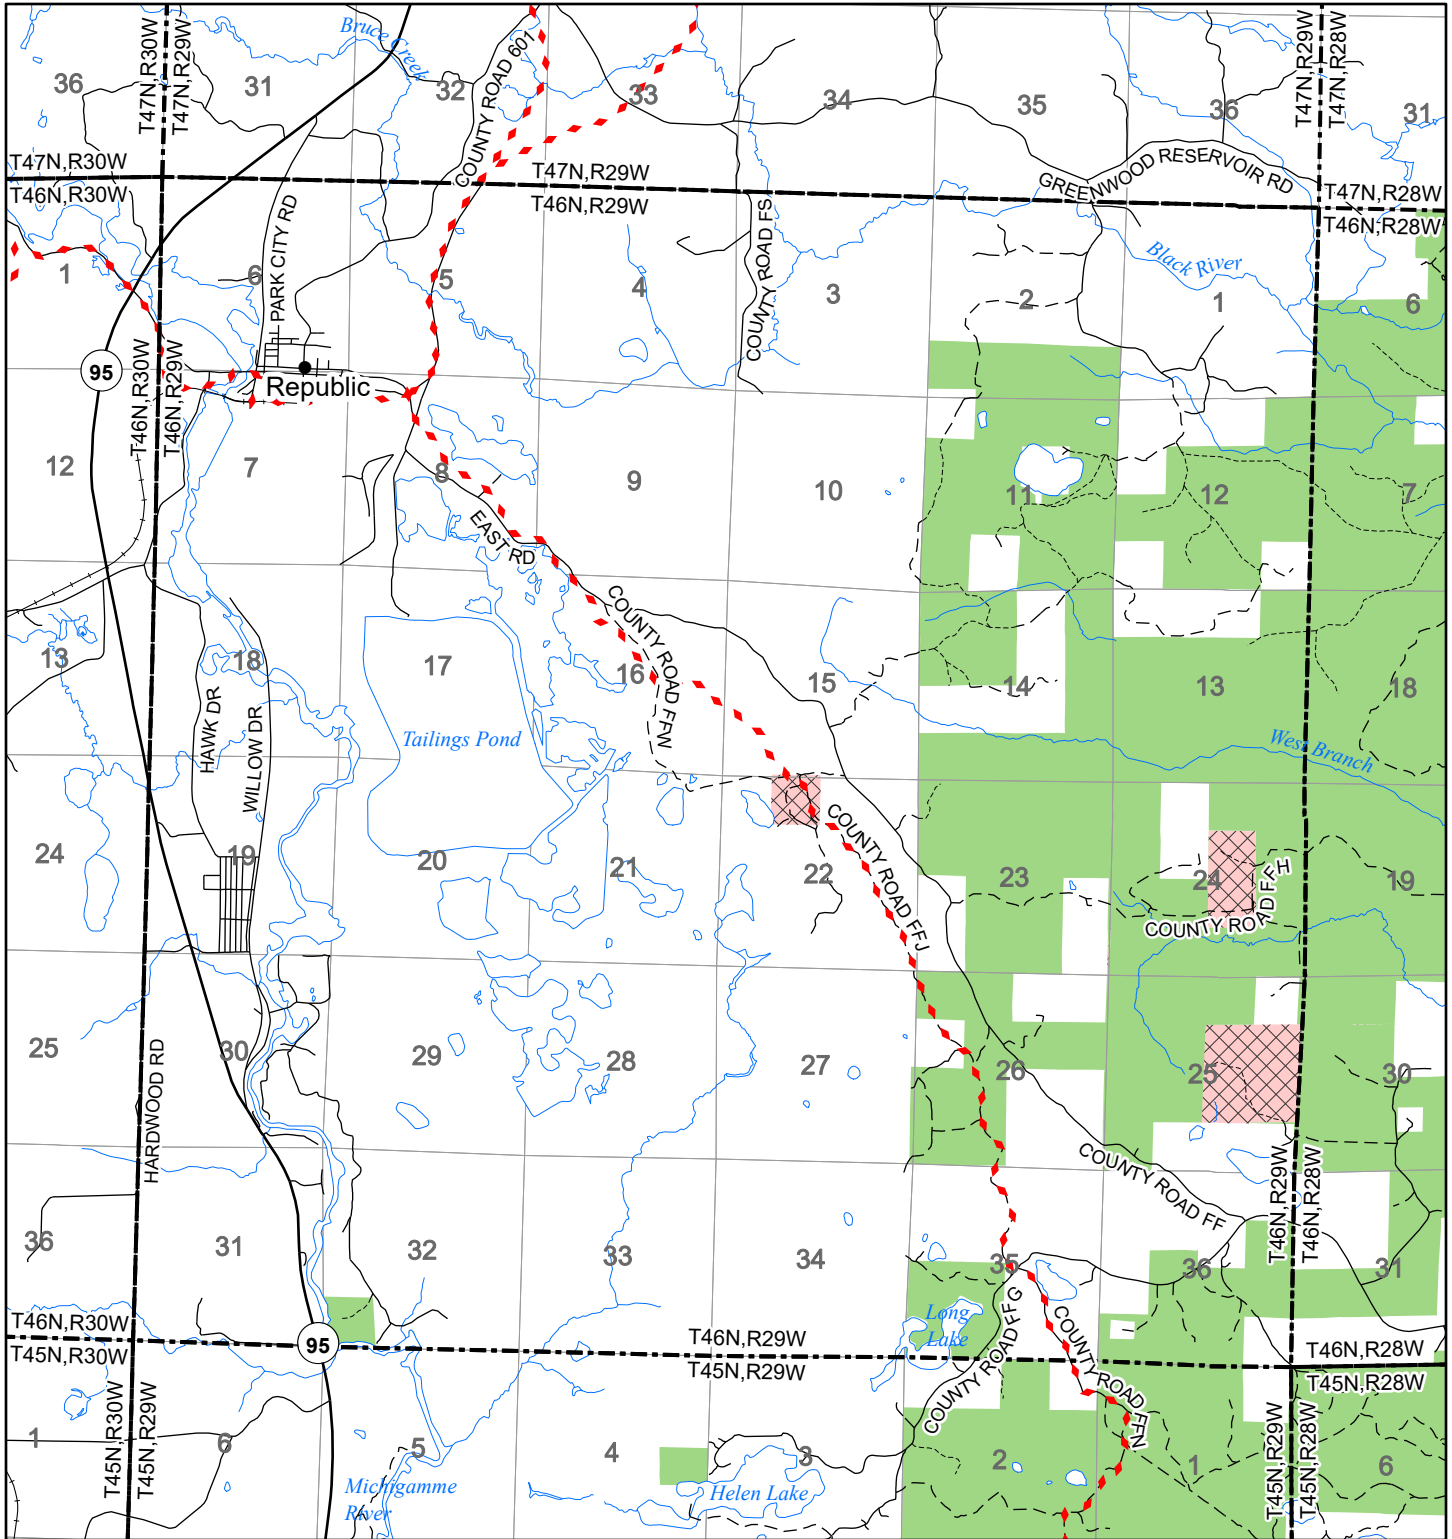 Bruce Creek
COUNTY ROAD 601
T47N,R30W
T47N,R29W
T47N,R29W
T47N,R28W
36
31
32
33
34
35
36
31
T47N,R30W
T46N,R30W
T47N,R29W
T46N,R29W
GREENWOOD RESERVOIR RD
T47N,R28W
T46N,R28W
PARK CITY RD
COUNTY ROAD FS
Black River
1
6
5
4
3
2
1
6
95
T46N,R30W
T46N,R29W
Republic
12
7
8
9
10
11
12
7
EAST RD
COUNTY ROAD FFN
13
18
17
16
15
14
13
18
HAWK DR
WILLOW DR
Tailings Pond
West Branch
COUNTY ROAD FFJ
24
19
20
21
22
23
24
19
COUNTY ROAD FFH
25
30
29
28
27
26
25
30
HARDWOOD RD
COUNTY ROAD FF
T46N,R29W
T46N,R28W
36
31
32
33
34
35
36
31
COUNTY ROAD FFG
Long
Lake
COUNTY ROAD FFN
T46N,R30W
T45N,R30W
95
T46N,R29W
T45N,R29W
T46N,R28W
T45N,R28W
T45N,R30W
T45N,R29W
T45N,R29W
T45N,R28W
1
6
5
4
3
2
1
6
Michigamme
River
Helen Lake